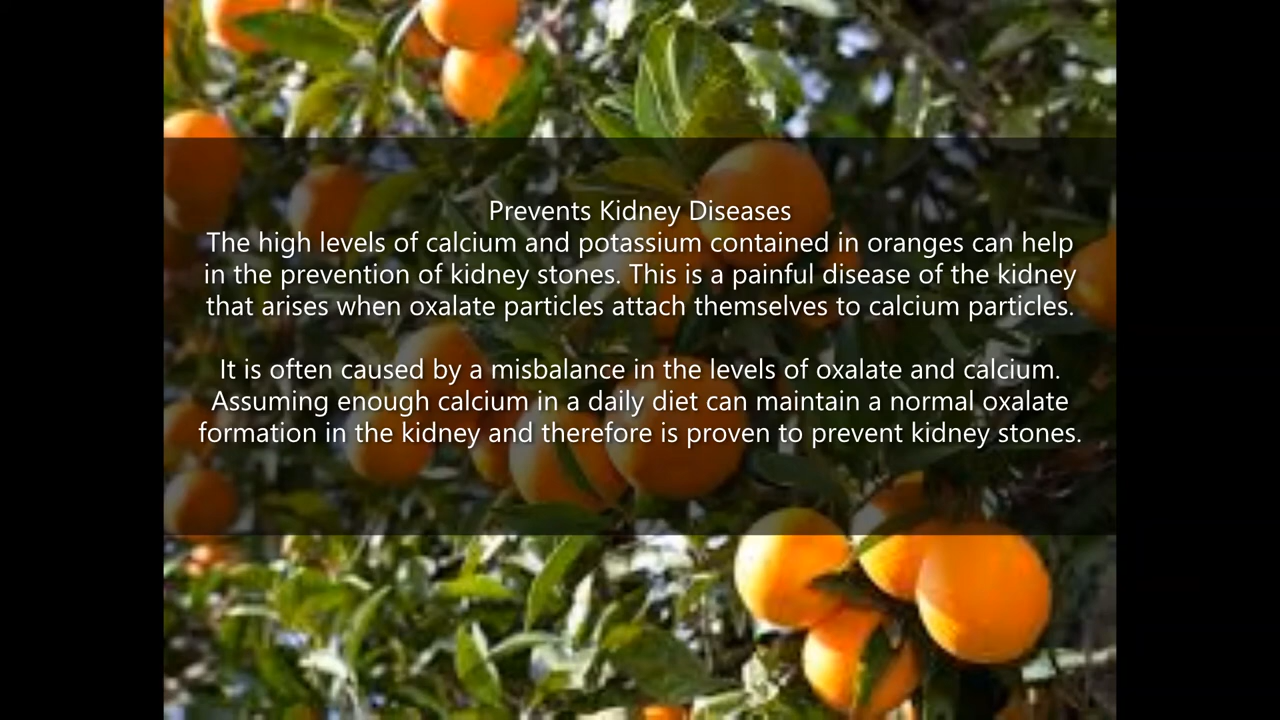 Prevents Kidney Diseases
The high levels of calcium and potassium contained in oranges can help
in the prevention of kidney stones. This is a painful disease of the kidney
that arises when oxalate particles attach themselves to calcium particles.
It is often caused by a misbalance in the levels of oxalate and calcium.
Assuming enough calcium in a daily diet can maintain a normal oxalate
formation in the kidney and therefore is proven to prevent kidney stones.